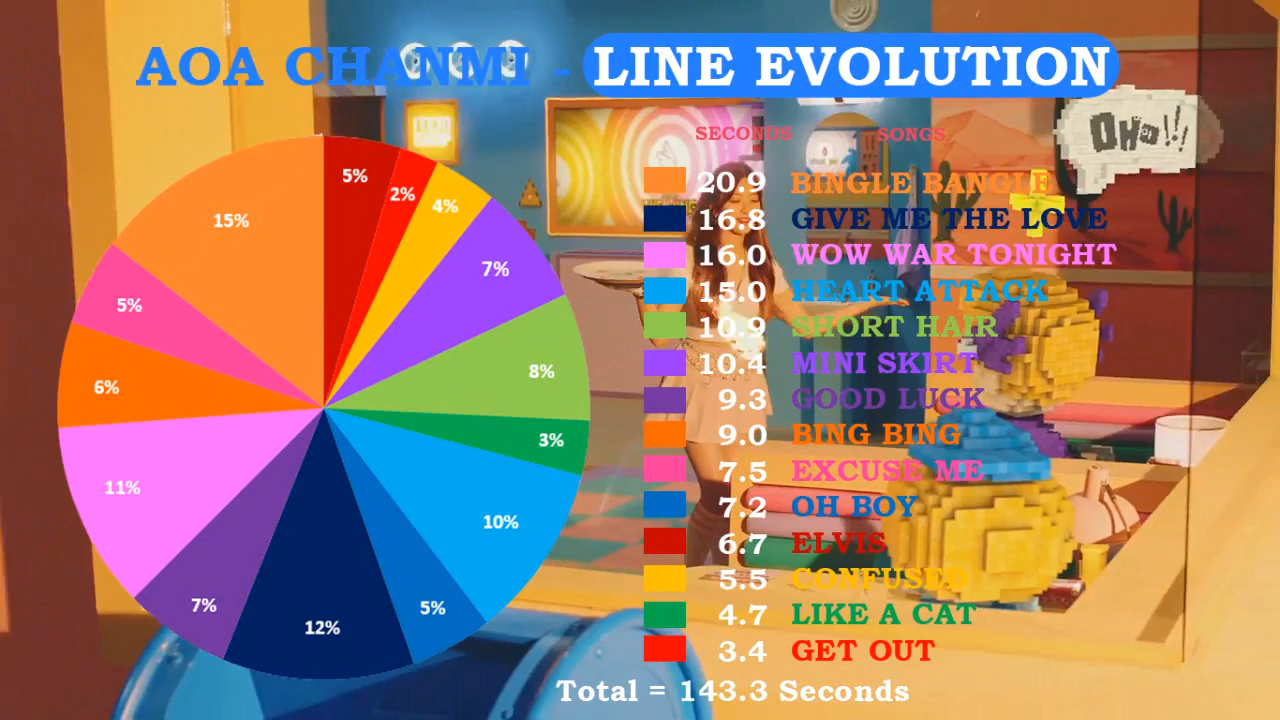 AOA CHANMI - LINE EVOLUTION
SECONDS SONGS
20.9 BINGLE BANGLE
16.8 GIVE ME THE LOVE
16.0 WOW WAR TONIGHT
15.0 HEART ATTACK
10.9 SHORT HAIR
10.4 MINI SKIRT
9.3 GOOD LUCK
9.0 BING BING
7.5 EXCUSE ME
7.2 OH BOY
6.7 ELVIS
5.5 CONFUSED
4.7 LIKE A CAT
3.4 GET OUT
Total = 143.3 Seconds
5%
2%
4%
7%
8%
3%
10%
5%
12%
7%
11%
6%
5%
15%
OHO!!!